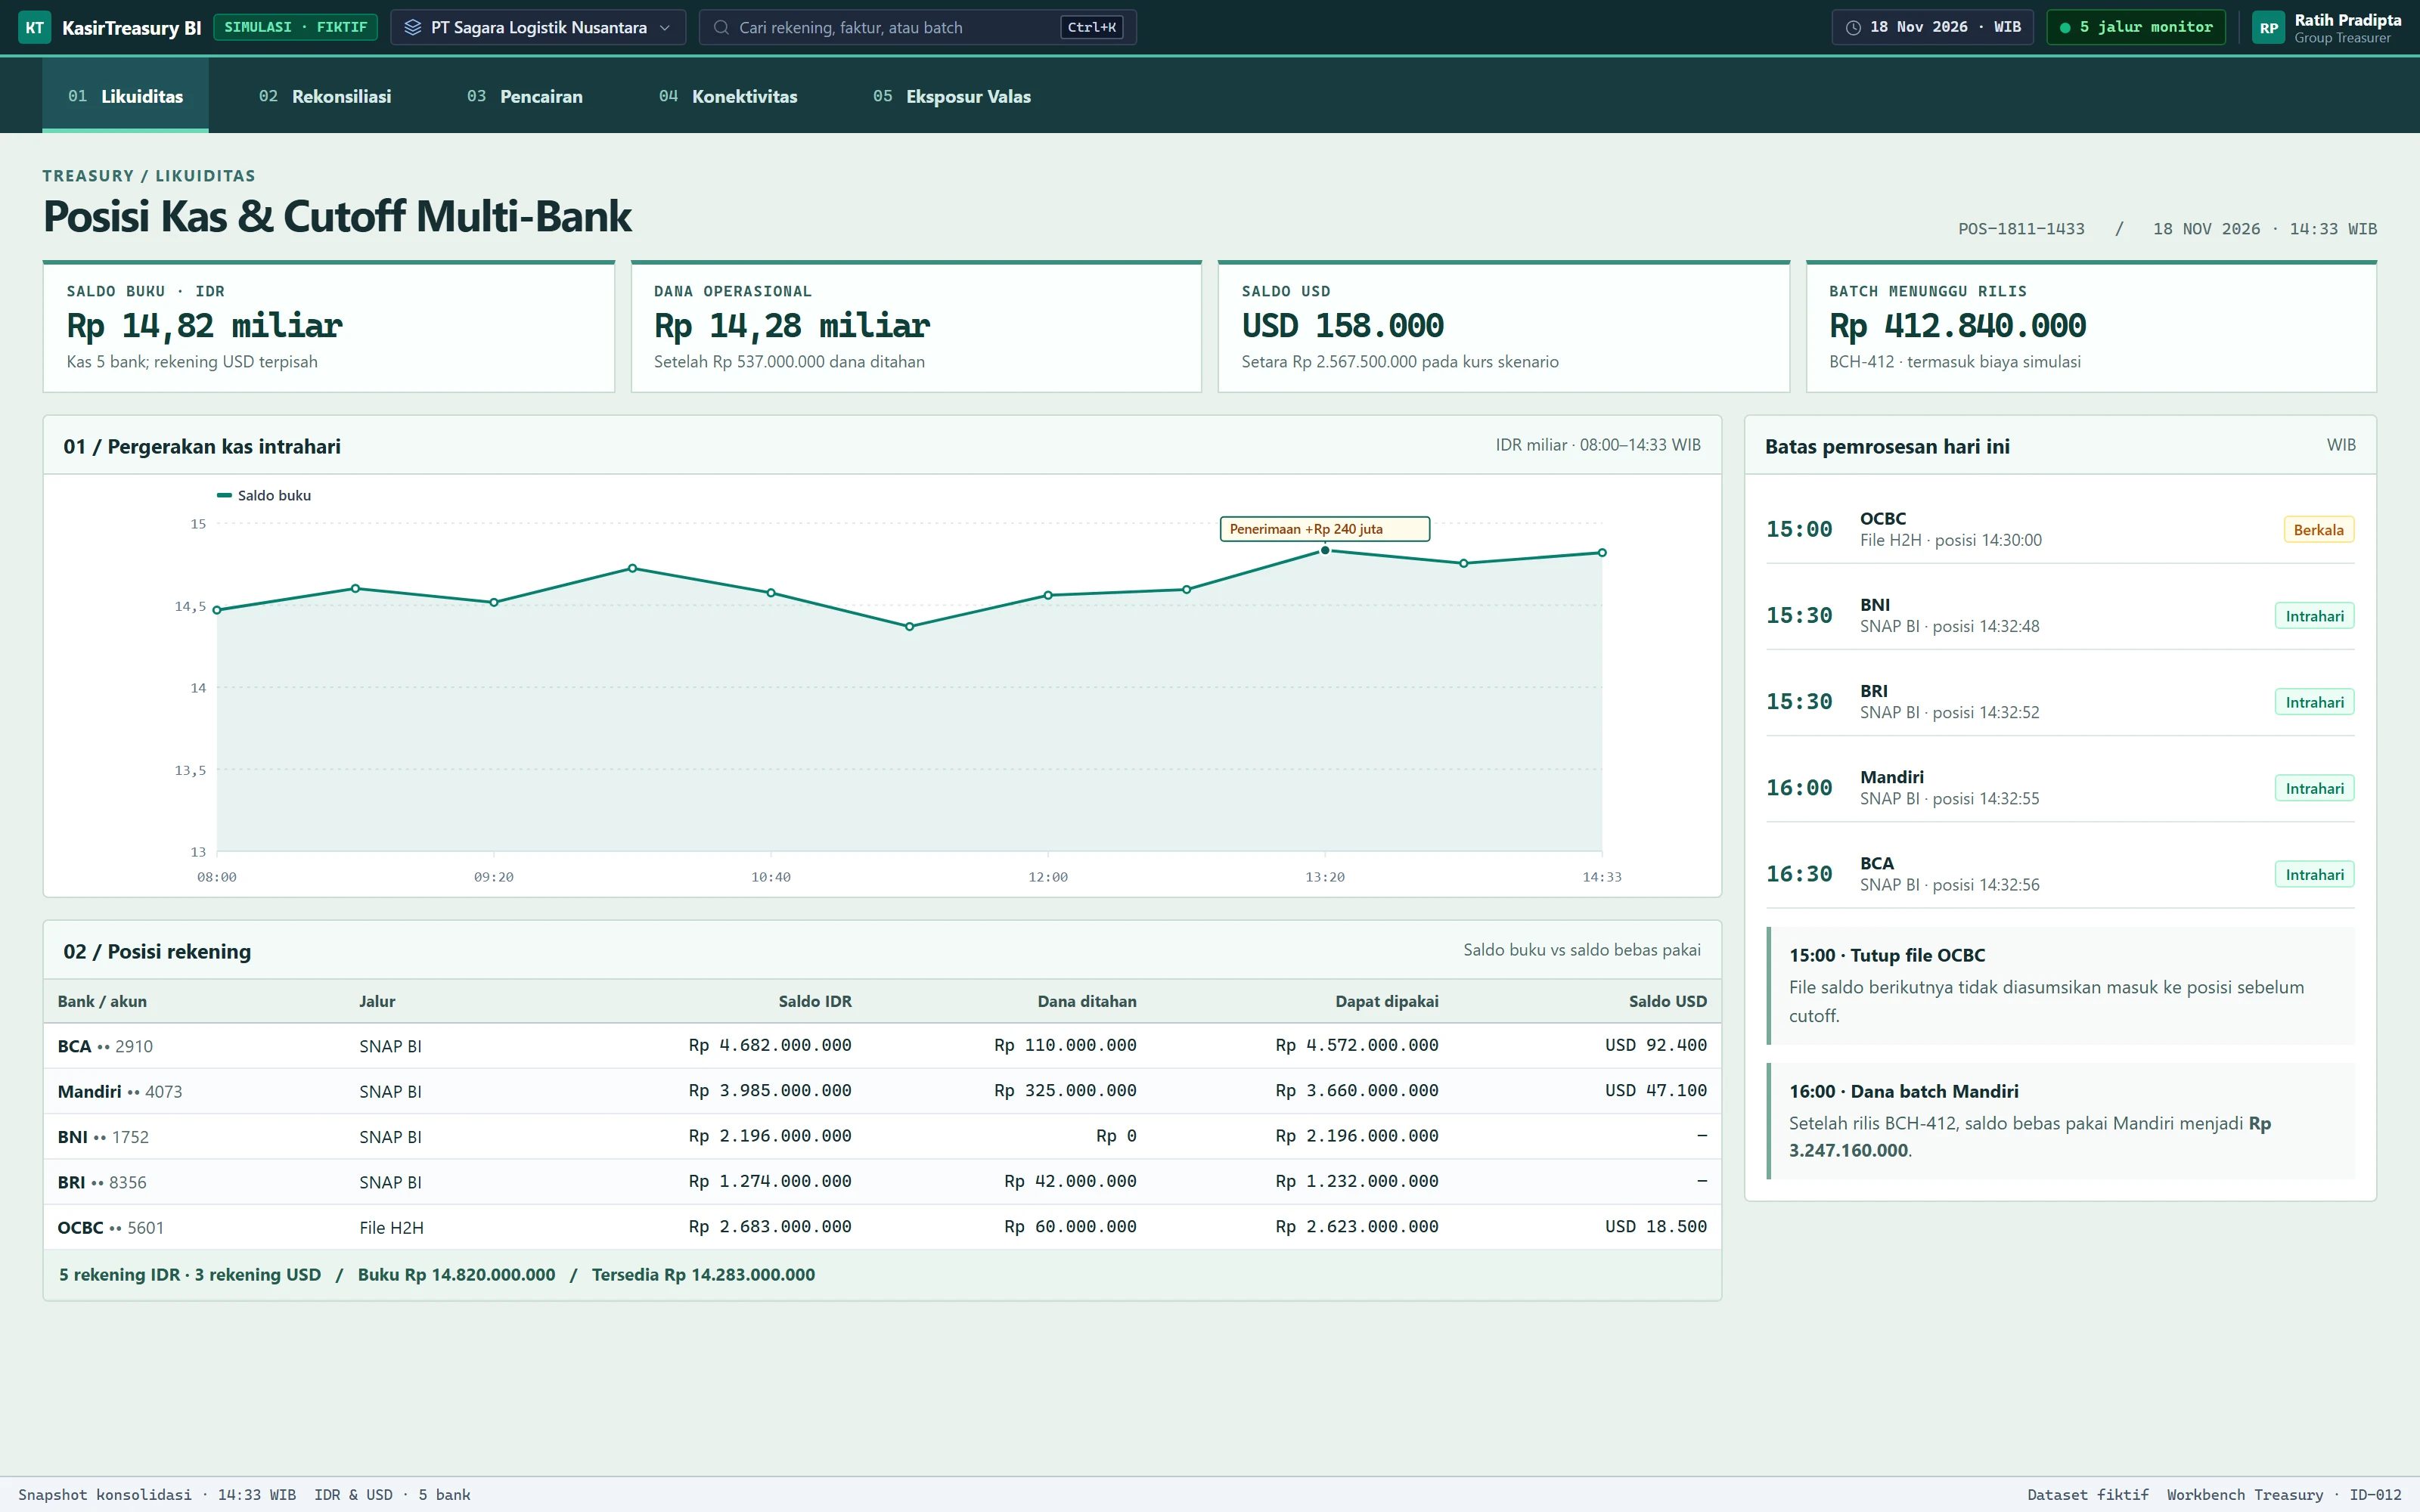 KT KasirTreasury BI SIMULASI · FIKTIF PT Sagara Logistik Nusantara Cari rekening, faktur, atau batch Ctrl+K 18 Nov 2026 · WIB 5 jalur monitor RP Ratih Pradipta
Group Treasurer
01 Likuiditas 02 Rekonsiliasi 03 Pencairan 04 Konektivitas 05 Eksposur Valas
TREASURY / LIKUIDITAS
Posisi Kas & Cutoff Multi-Bank
POS-1811-1433 / 18 NOV 2026 · 14:33 WIB
SALDO BUKU · IDR
Rp 14,82 miliar
Kas 5 bank; rekening USD terpisah
DANA OPERASIONAL
Rp 14,28 miliar
Setelah Rp 537.000.000 dana ditahan
SALDO USD
USD 158.000
Setara Rp 2.567.500.000 pada kurs skenario
BATCH MENUNGGU RILIS
Rp 412.840.000
BCH-412 · termasuk biaya simulasi
01 / Pergerakan kas intrahari IDR miliar · 08:00–14:33 WIB
Saldo buku
Penerimaan +Rp 240 juta
15
14,5
14
13,5
13
08:00 09:20 10:40 12:00 13:20 14:33
02 / Posisi rekening Saldo buku vs saldo bebas pakai
Bank / akun Jalur Saldo IDR Dana ditahan Dapat dipakai Saldo USD
BCA •• 2910 SNAP BI Rp 4.682.000.000 Rp 110.000.000 Rp 4.572.000.000 USD 92.400
Mandiri •• 4073 SNAP BI Rp 3.985.000.000 Rp 325.000.000 Rp 3.660.000.000 USD 47.100
BNI •• 1752 SNAP BI Rp 2.196.000.000 Rp 0 Rp 2.196.000.000 —
BRI •• 8356 SNAP BI Rp 1.274.000.000 Rp 42.000.000 Rp 1.232.000.000 —
OCBC •• 5601 File H2H Rp 2.683.000.000 Rp 60.000.000 Rp 2.623.000.000 USD 18.500
5 rekening IDR · 3 rekening USD / Buku Rp 14.820.000.000 / Tersedia Rp 14.283.000.000
Batas pemrosesan hari ini WIB
15:00 OCBC Berkala
File H2H · posisi 14:30:00
15:30 BNI Intrahari
SNAP BI · posisi 14:32:48
15:30 BRI Intrahari
SNAP BI · posisi 14:32:52
16:00 Mandiri Intrahari
SNAP BI · posisi 14:32:55
16:30 BCA Intrahari
SNAP BI · posisi 14:32:56
15:00 · Tutup file OCBC
File saldo berikutnya tidak diasumsikan masuk ke posisi sebelum
cutoff.
16:00 · Dana batch Mandiri
Setelah rilis BCH-412, saldo bebas pakai Mandiri menjadi Rp
3.247.160.000.
Snapshot konsolidasi · 14:33 WIB IDR & USD · 5 bank Dataset fiktif Workbench Treasury · ID-012